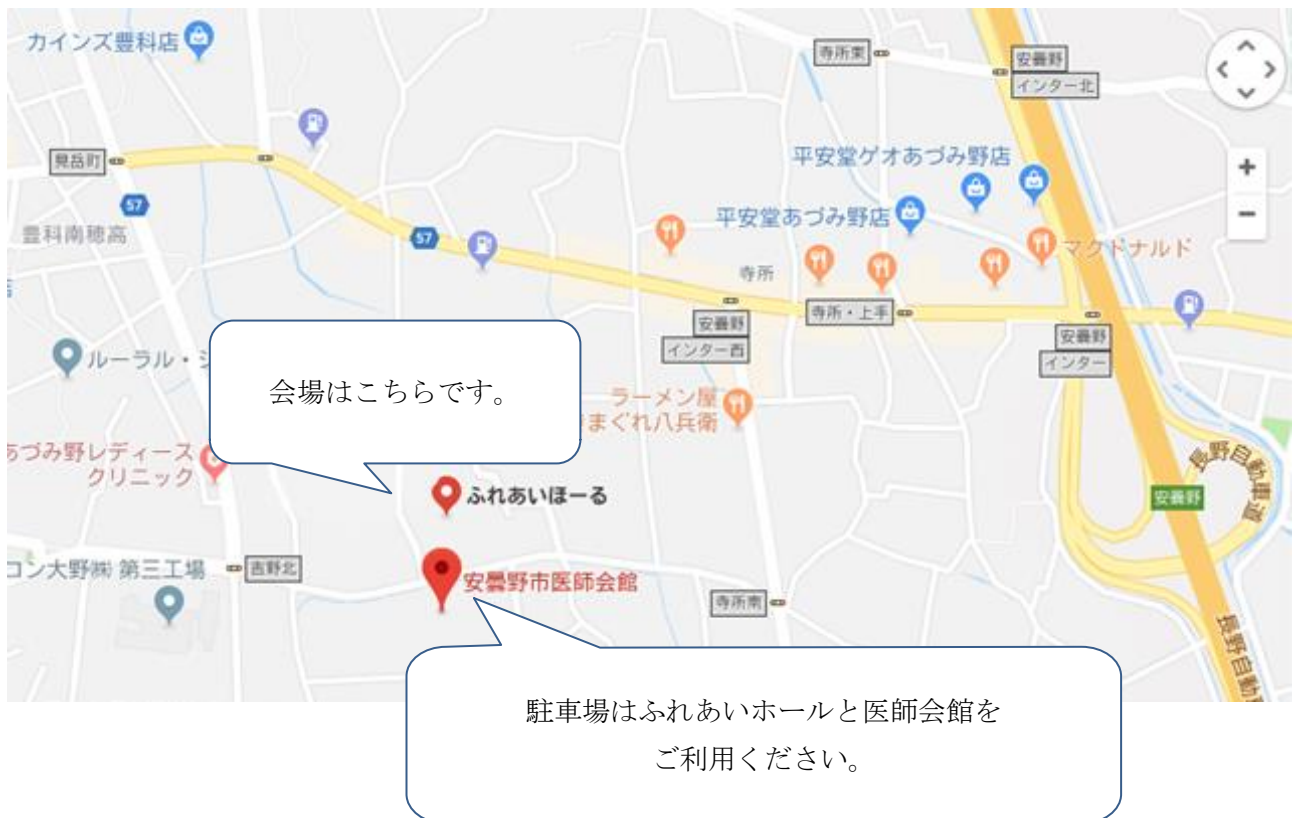 カインズ豊科店
寺所東
安曇野
インター北
見岳町
平安堂ゲオあづみ野店
57
平安堂あづみ野店
豊科南穂高
57
マクドナルド
寺所
安曇野
インター西
寺所・上手
安曇野
インター
ルーラル・
会場はこちらです。
ラーメン屋
まぐれ八兵衛
づみ野レディース
クリニック
長野自動車道
安曇野
ふれあいほーる
コン大野㈱ 第三工場
吉野北
安曇野市医師会館
寺所南
長野自動
駐車場はふれあいホールと医師会館を
ご利用ください。